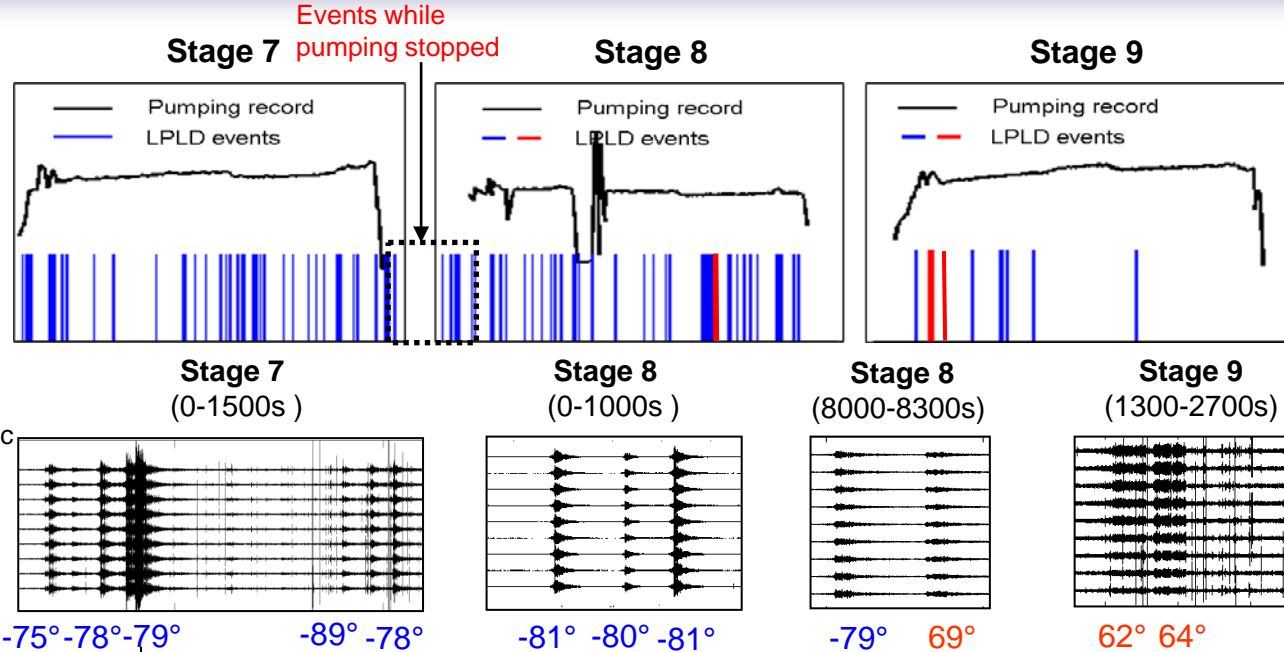 Events while
pumping stopped
Stage 7
Stage 8
Stage 9
Pumping record
LPLD events
Pumping record
LPLD events
Pumping record
LPLD events
Stage 7
(0-1500s )
Stage 8
(0-1000s )
Stage 8
(8000-8300s)
Stage 9
(1300-2700s)
c
-75° -78° -79° -89° -78°
-81° -80° -81°
-79° 69°
62° 64°